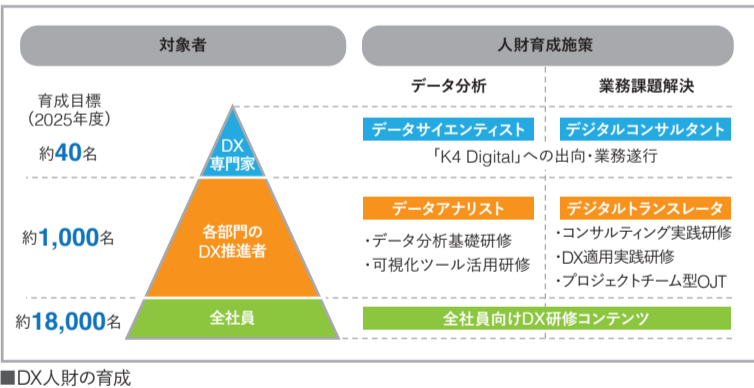 対象者
人財育成施策
データ分析
業務課題解決
育成目標
(2025年度)
約40名
DX
専門家
データサイエンティスト
デジタルコンサルタント
「K4 Digital」への出向・業務遂行
約1,000名
各部門の
DX推進者
データアナリスト
・データ分析基礎研修
・可視化ツール活用研修
デジタルトランスレータ
・コンサルティング実践研修
・DX適用実践研修
・プロジェクトチーム型OJT
約18,000名
全社員
全社員向けDX研修コンテンツ
■DX人財の育成